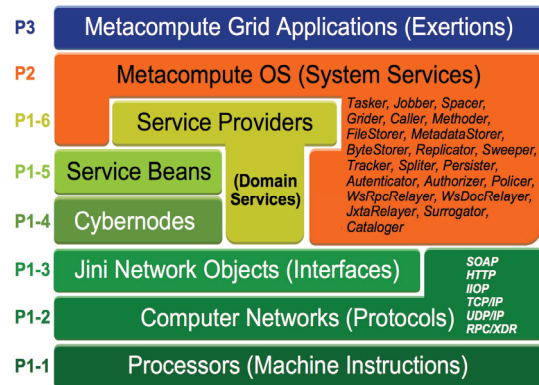 P3 Metacompute Grid Applications (Exertions)
P2 Metacompute OS (System Services)
Tasker, Jobber, Spacer,
Grider, Caller, Methoder,
FileStorer, MetadataStorer,
ByteStorer, Replicator, Sweeper,
Tracker, Spliter, Persister,
Autenticator, Authorizer, Policer,
WsRpcRelayer, WsDocRelayer,
JxtaRelayer, Surrogator,
Cataloger
P1-6 Service Providers
(Domain
Services)
P1-5 Service Beans
P1-4 Cybernodes
P1-3 Jini Network Objects (Interfaces)
P1-2 Computer Networks (Protocols)
SOAP
HTTP
IIOP
TCP/IP
UDP/IP
RPC/XDR
P1-1 Processors (Machine Instructions)